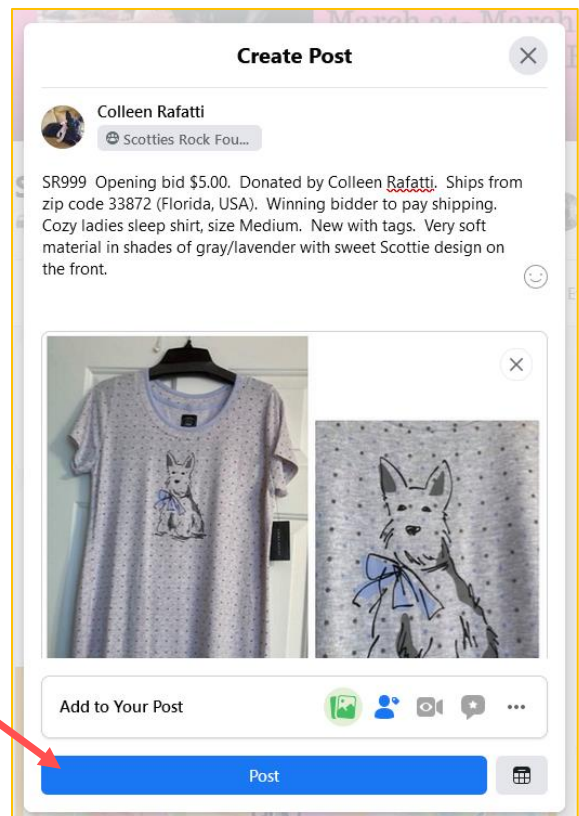 March 24- March
Create Post
Colleen Rafatti
Scotties Rock Fou...
SR999 Opening bid $5.00. Donated by Colleen Rafatti. Ships from
zip code 33872 (Florida, USA). Winning bidder to pay shipping.
Cozy ladies sleep shirt, size Medium. New with tags. Very soft
material in shades of gray/lavender with sweet Scottie design on
the front.
Add to Your Post
Post